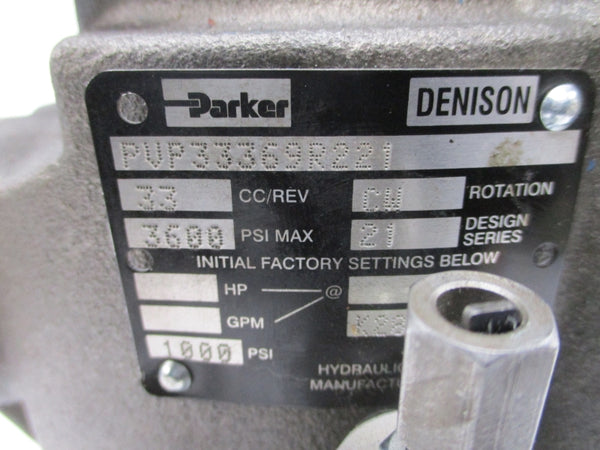 Parker DENISON
PVP33369R221
33 CC/REV CW ROTATION
3600 PSI MAX 21 DESIGN SERIES
INITIAL FACTORY SETTINGS BELOW
HP @
GPM
1000 PSI
HYDRAULIC